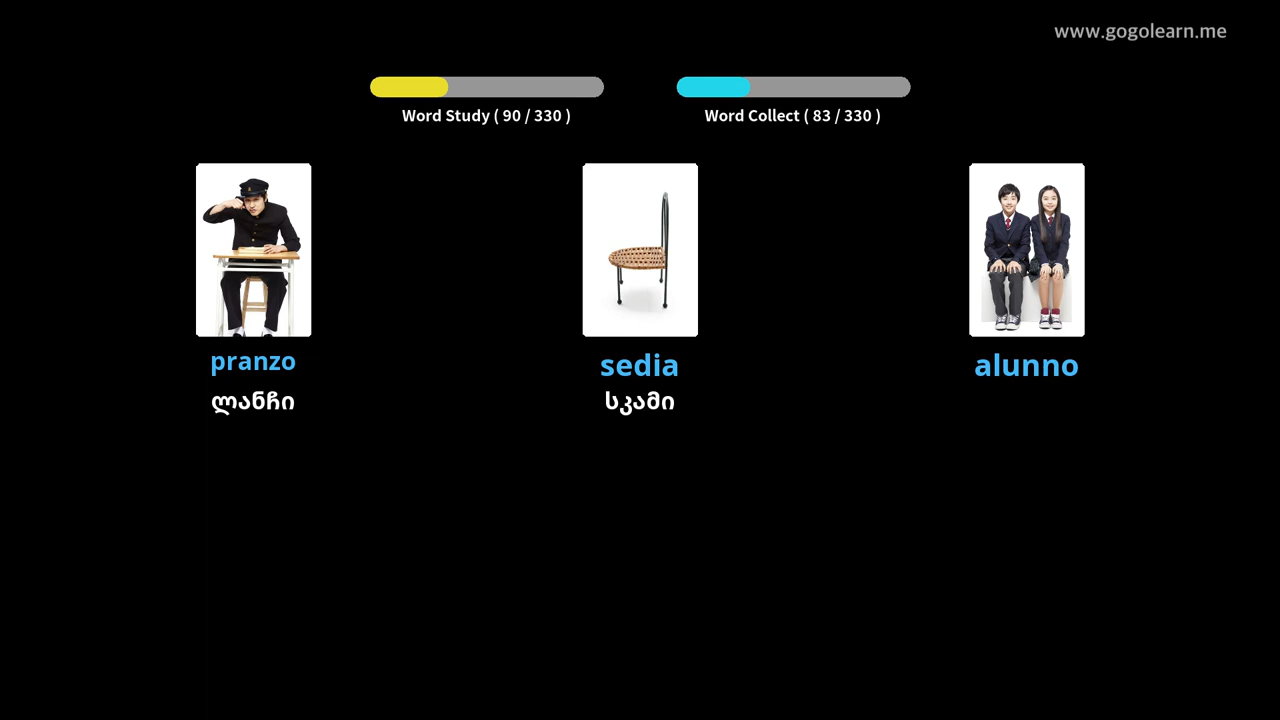 www.gogolearn.me
Word Study ( 90 / 330 )
Word Collect ( 83 / 330 )
pranzo
ლანჩი
sedia
სკამი
alunno